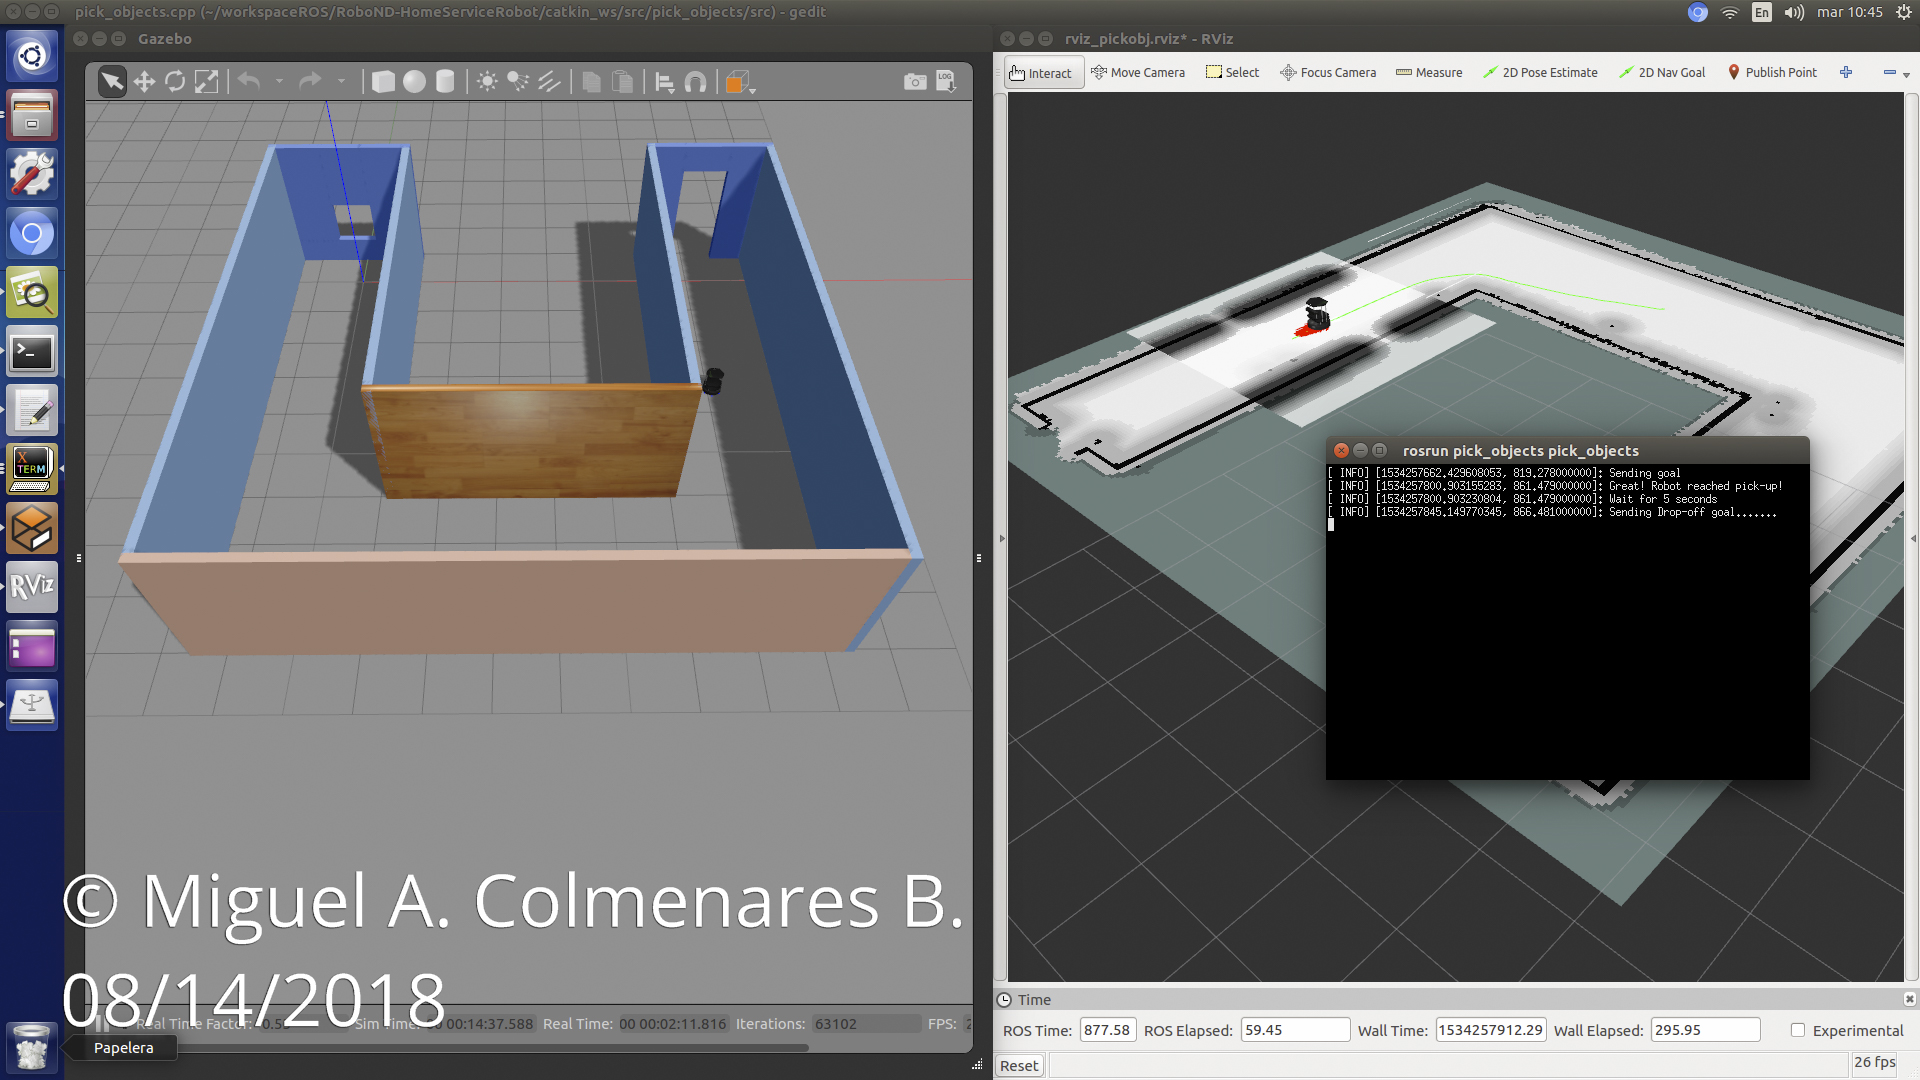 pick_objects.cpp (~/workspaceROS/RoboND-HomeServiceRobot/catkin_ws/src/pick_objects/src) - gedit
En
mar 10:45
Gazebo
rviz_pickobj.rviz* - RViz
LOG
Interact
Move Camera
Select
Focus Camera
Measure
2D Pose Estimate
2D Nav Goal
Publish Point
X
TERM
RViz
rosrun pick_objects pick_objects
[ INFO] [1534257662.429608053, 819.278000000]: Sending goal
[ INFO] [1534257800.903155283, 861.479000000]: Great! Robot reached pick-up!
[ INFO] [1534257800.903230804, 861.479000000]: Wait for 5 seconds
[ INFO] [1534257845.149770345, 866.481000000]: Sending Drop-off goal.......
© Miguel A. Colmenares B.
08/14/2018
Real Time Factor:
Sim Time:
00:14:37.588
Real Time:
00 00:02:11.816
Iterations:
63102
FPS:
Papelera
Time
ROS Time:
877.58
ROS Elapsed:
59.45
Wall Time:
1534257912.29
Wall Elapsed:
295.95
Experimental
Reset
26 fps